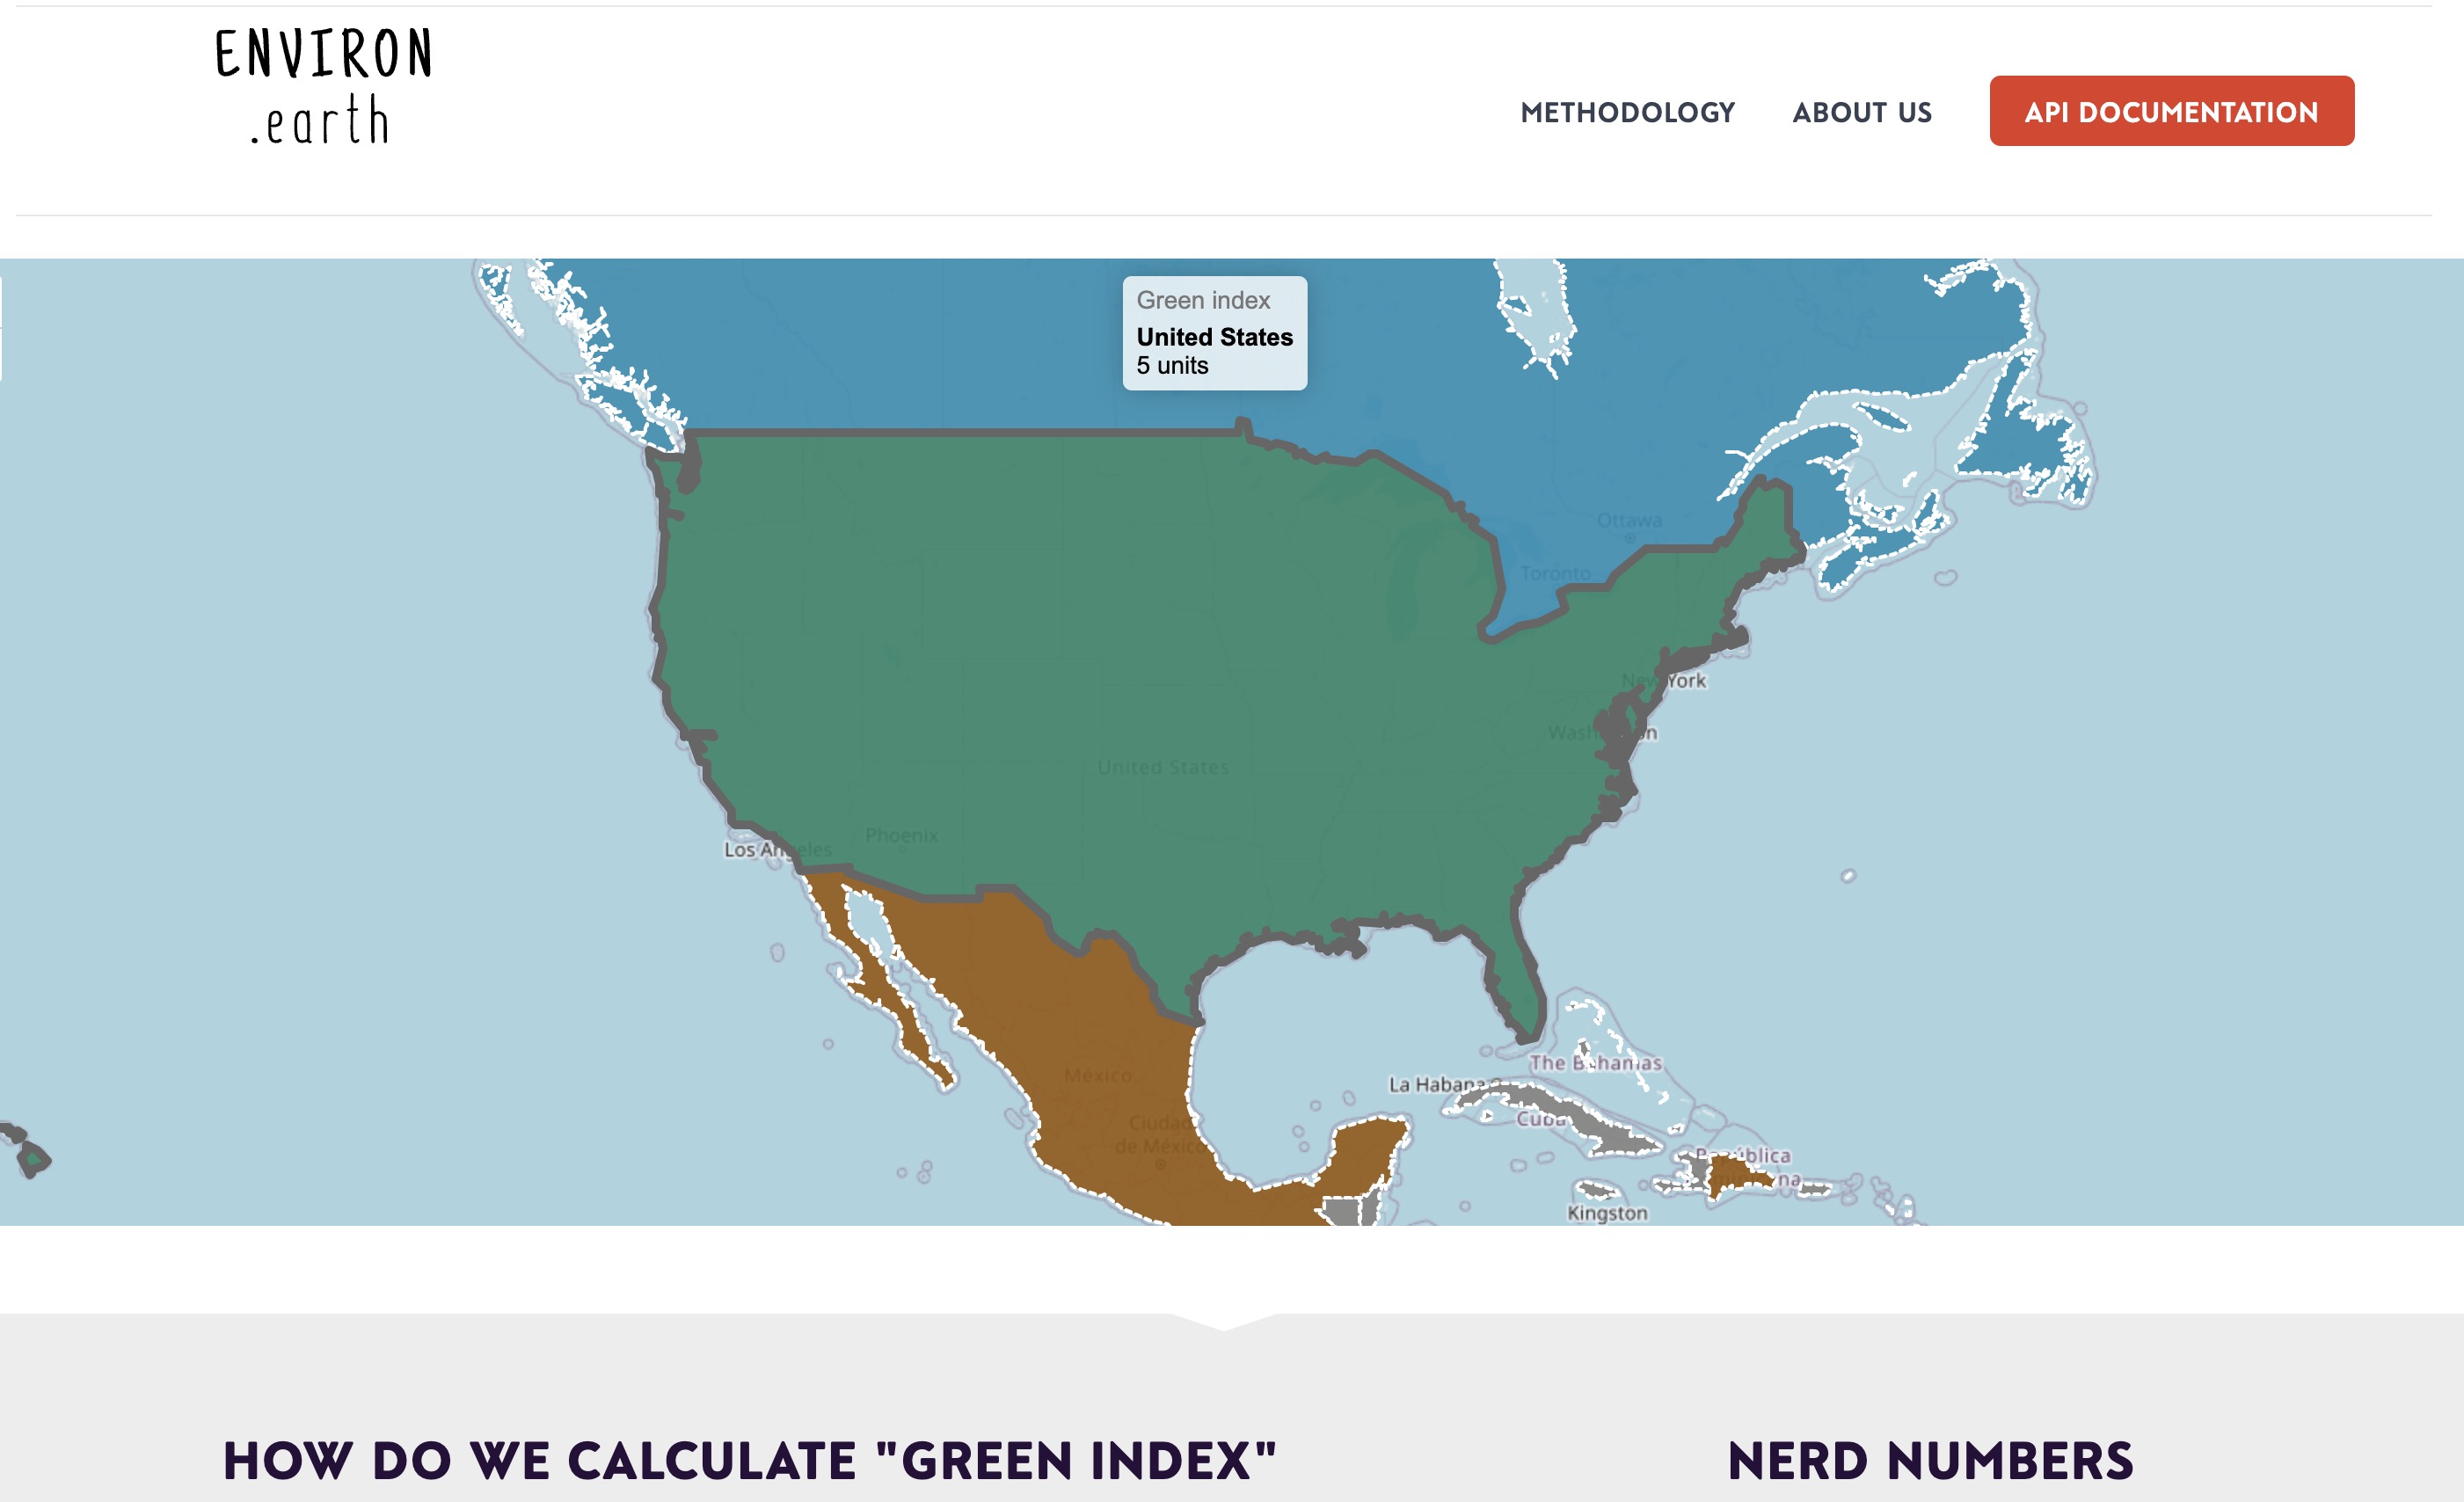 ENVIRON
.earth
METHODOLOGY
ABOUT US
API DOCUMENTATION
Green index
United States
5 units
Ottawa
Toronto
New York
Washington
United States
Phoenix
Los Angeles
México
Ciudad
de México
The Bahamas
La Habana
Cuba
República
na
Kingston
HOW DO WE CALCULATE "GREEN INDEX"
NERD NUMBERS